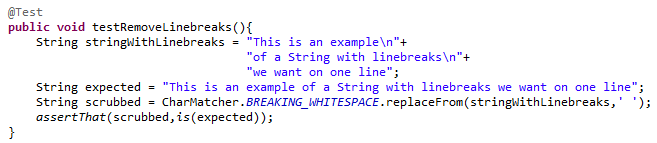 @Test
public void testRemoveLinebreaks(){
    String stringWithLinebreaks = "This is an example\n"+
                                  "of a String with linebreaks\n"+
                                  "we want on one line";
    String expected = "This is an example of a String with linebreaks we want on one line";
    String scrubbed = CharMatcher.BREAKING_WHITESPACE.replaceFrom(stringWithLinebreaks,' ');
    assertThat(scrubbed,is(expected));
}